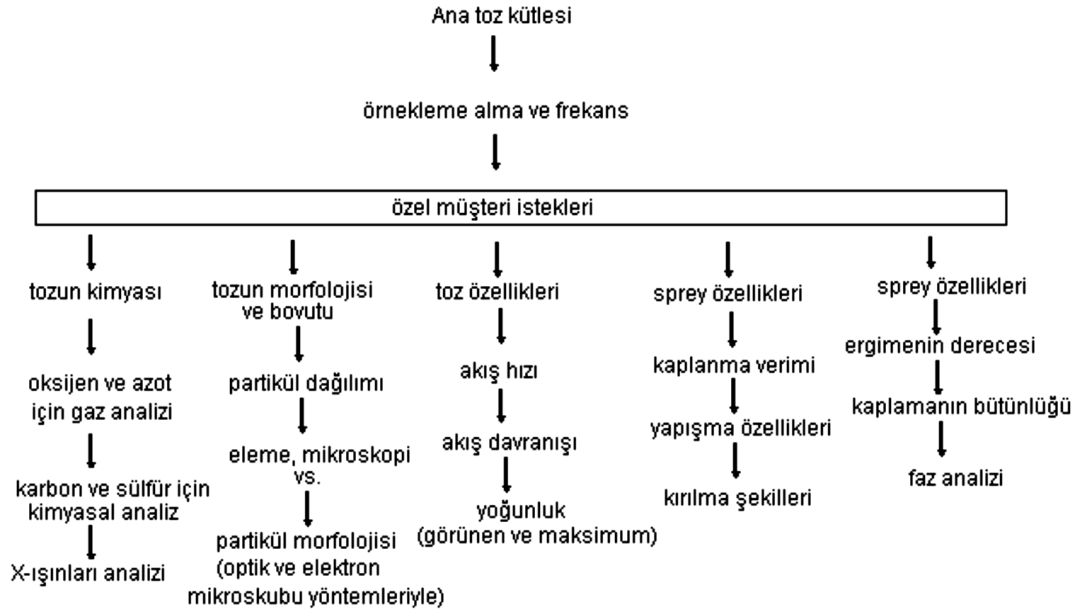 Ana toz kütlesi
örnekleme alma ve frekans
özel müşteri istekleri
tozun kimyası
oksijen ve azot
için gaz analizi
karbon ve sülfür için
kimyasal analiz
X-ışınları analizi
tozun morfolojisi
ve bovutu
partikül dağılımı
eleme, mikroskopi
vs.
partikül morfolojisi
(optik ve elektron
mikroskubu yöntemleriyle)
toz özellikleri
akış hızı
akış davranışı
yoğunluk
(görünen ve maksimum)
sprey özellikleri
kaplanma verimi
yapışma özellikleri
kırılma şekilleri
sprey özellikleri
ergimenin derecesi
kaplamanın bütünlüğü
faz analizi